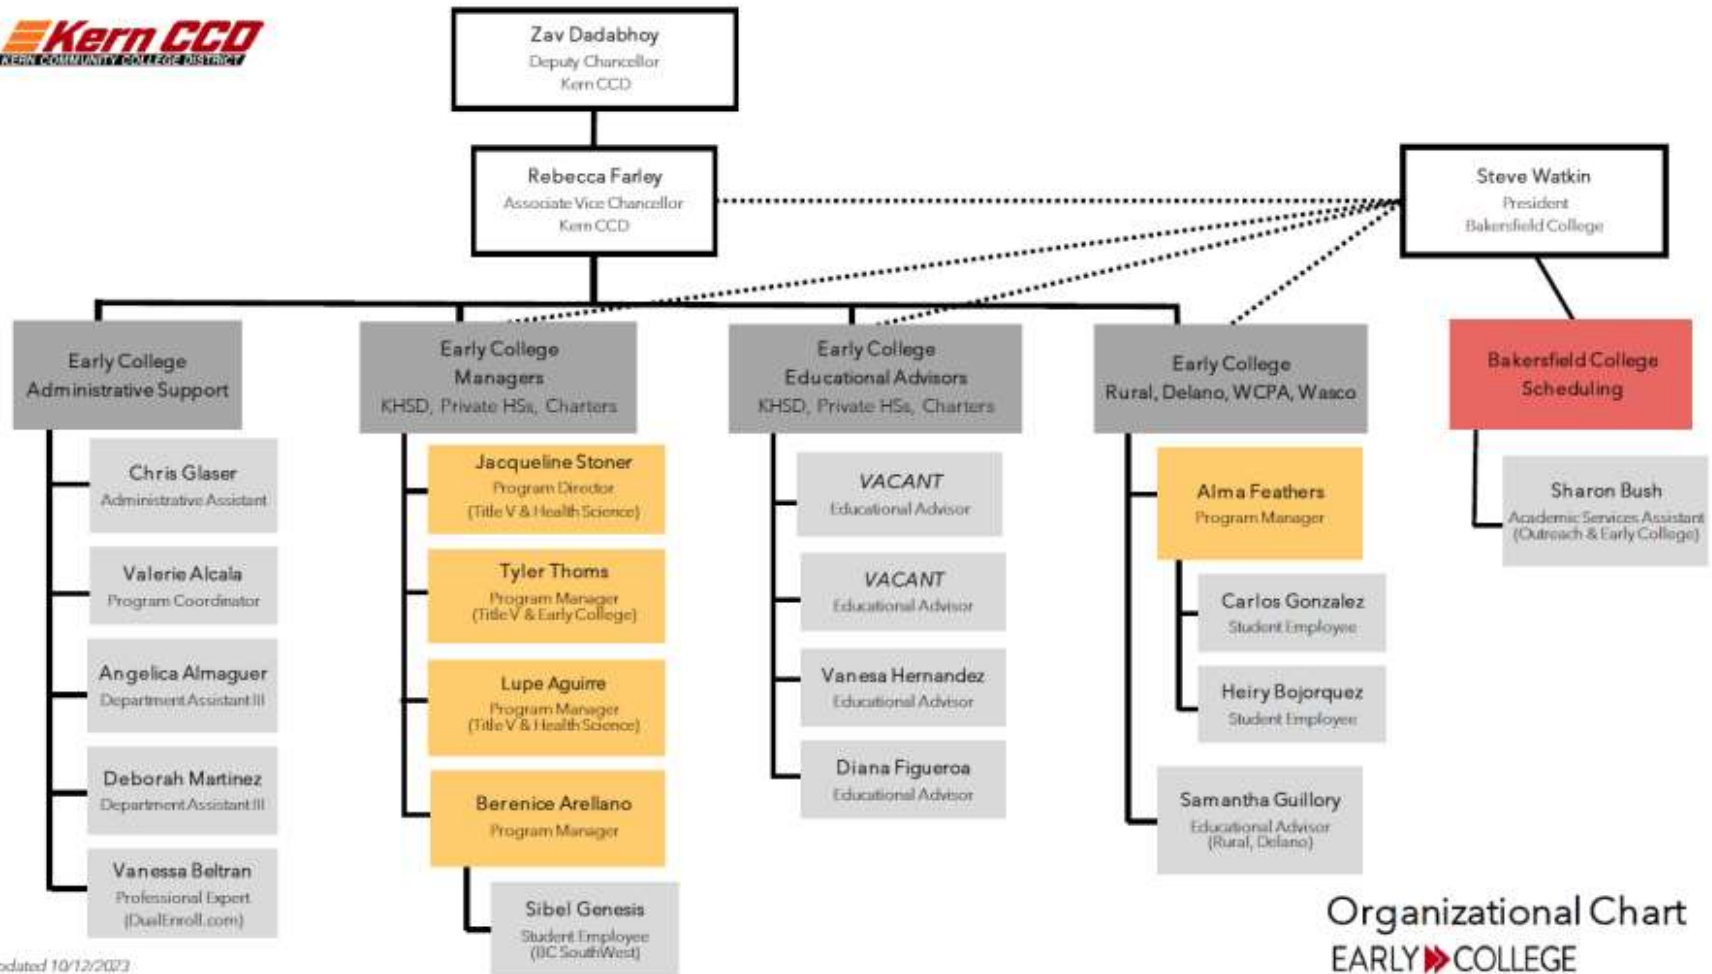 Kern CCD
KERN COMMUNITY COLLEGE DISTRICT
Zav Dadabhoy
Deputy Chancellor
Kern CCD
Rebecca Farley
Associate Vice Chancellor
Kern CCD
Steve Watkin
President
Bakersfield College
Early College
Administrative Support
Chris Glaser
Administrative Assistant
Valerie Alcala
Program Coordinator
Angelica Almaguer
Department Assistant III
Deborah Martinez
Department Assistant III
Vanessa Beltran
Professional Expert
(DualEnroll.com)
Early College
Managers
KHSD, Private HSs, Charters
Jacqueline Stoner
Program Director
(Title V & Health Science)
Tyler Thoms
Program Manager
(Title V & Early College)
Lupe Aguirre
Program Manager
(Title V & Health Science)
Berenice Arellano
Program Manager
Sibel Genesis
Student Employee
(BC SouthWest)
Early College
Educational Advisors
KHSD, Private HSs, Charters
VACANT
Educational Advisor
VACANT
Educational Advisor
Vanesa Hernandez
Educational Advisor
Diana Figueroa
Educational Advisor
Early College
Rural, Delano, WCPA, Wasco
Alma Feathers
Program Manager
Carlos Gonzalez
Student Employee
Heiry Bojorquez
Student Employee
Samantha Guillory
Educational Advisor
(Rural, Delano)
Bakersfield College
Scheduling
Sharon Bush
Academic Services Assistant
(Outreach & Early College)
Organizational Chart
EARLY COLLEGE
pdated 10/12/2023